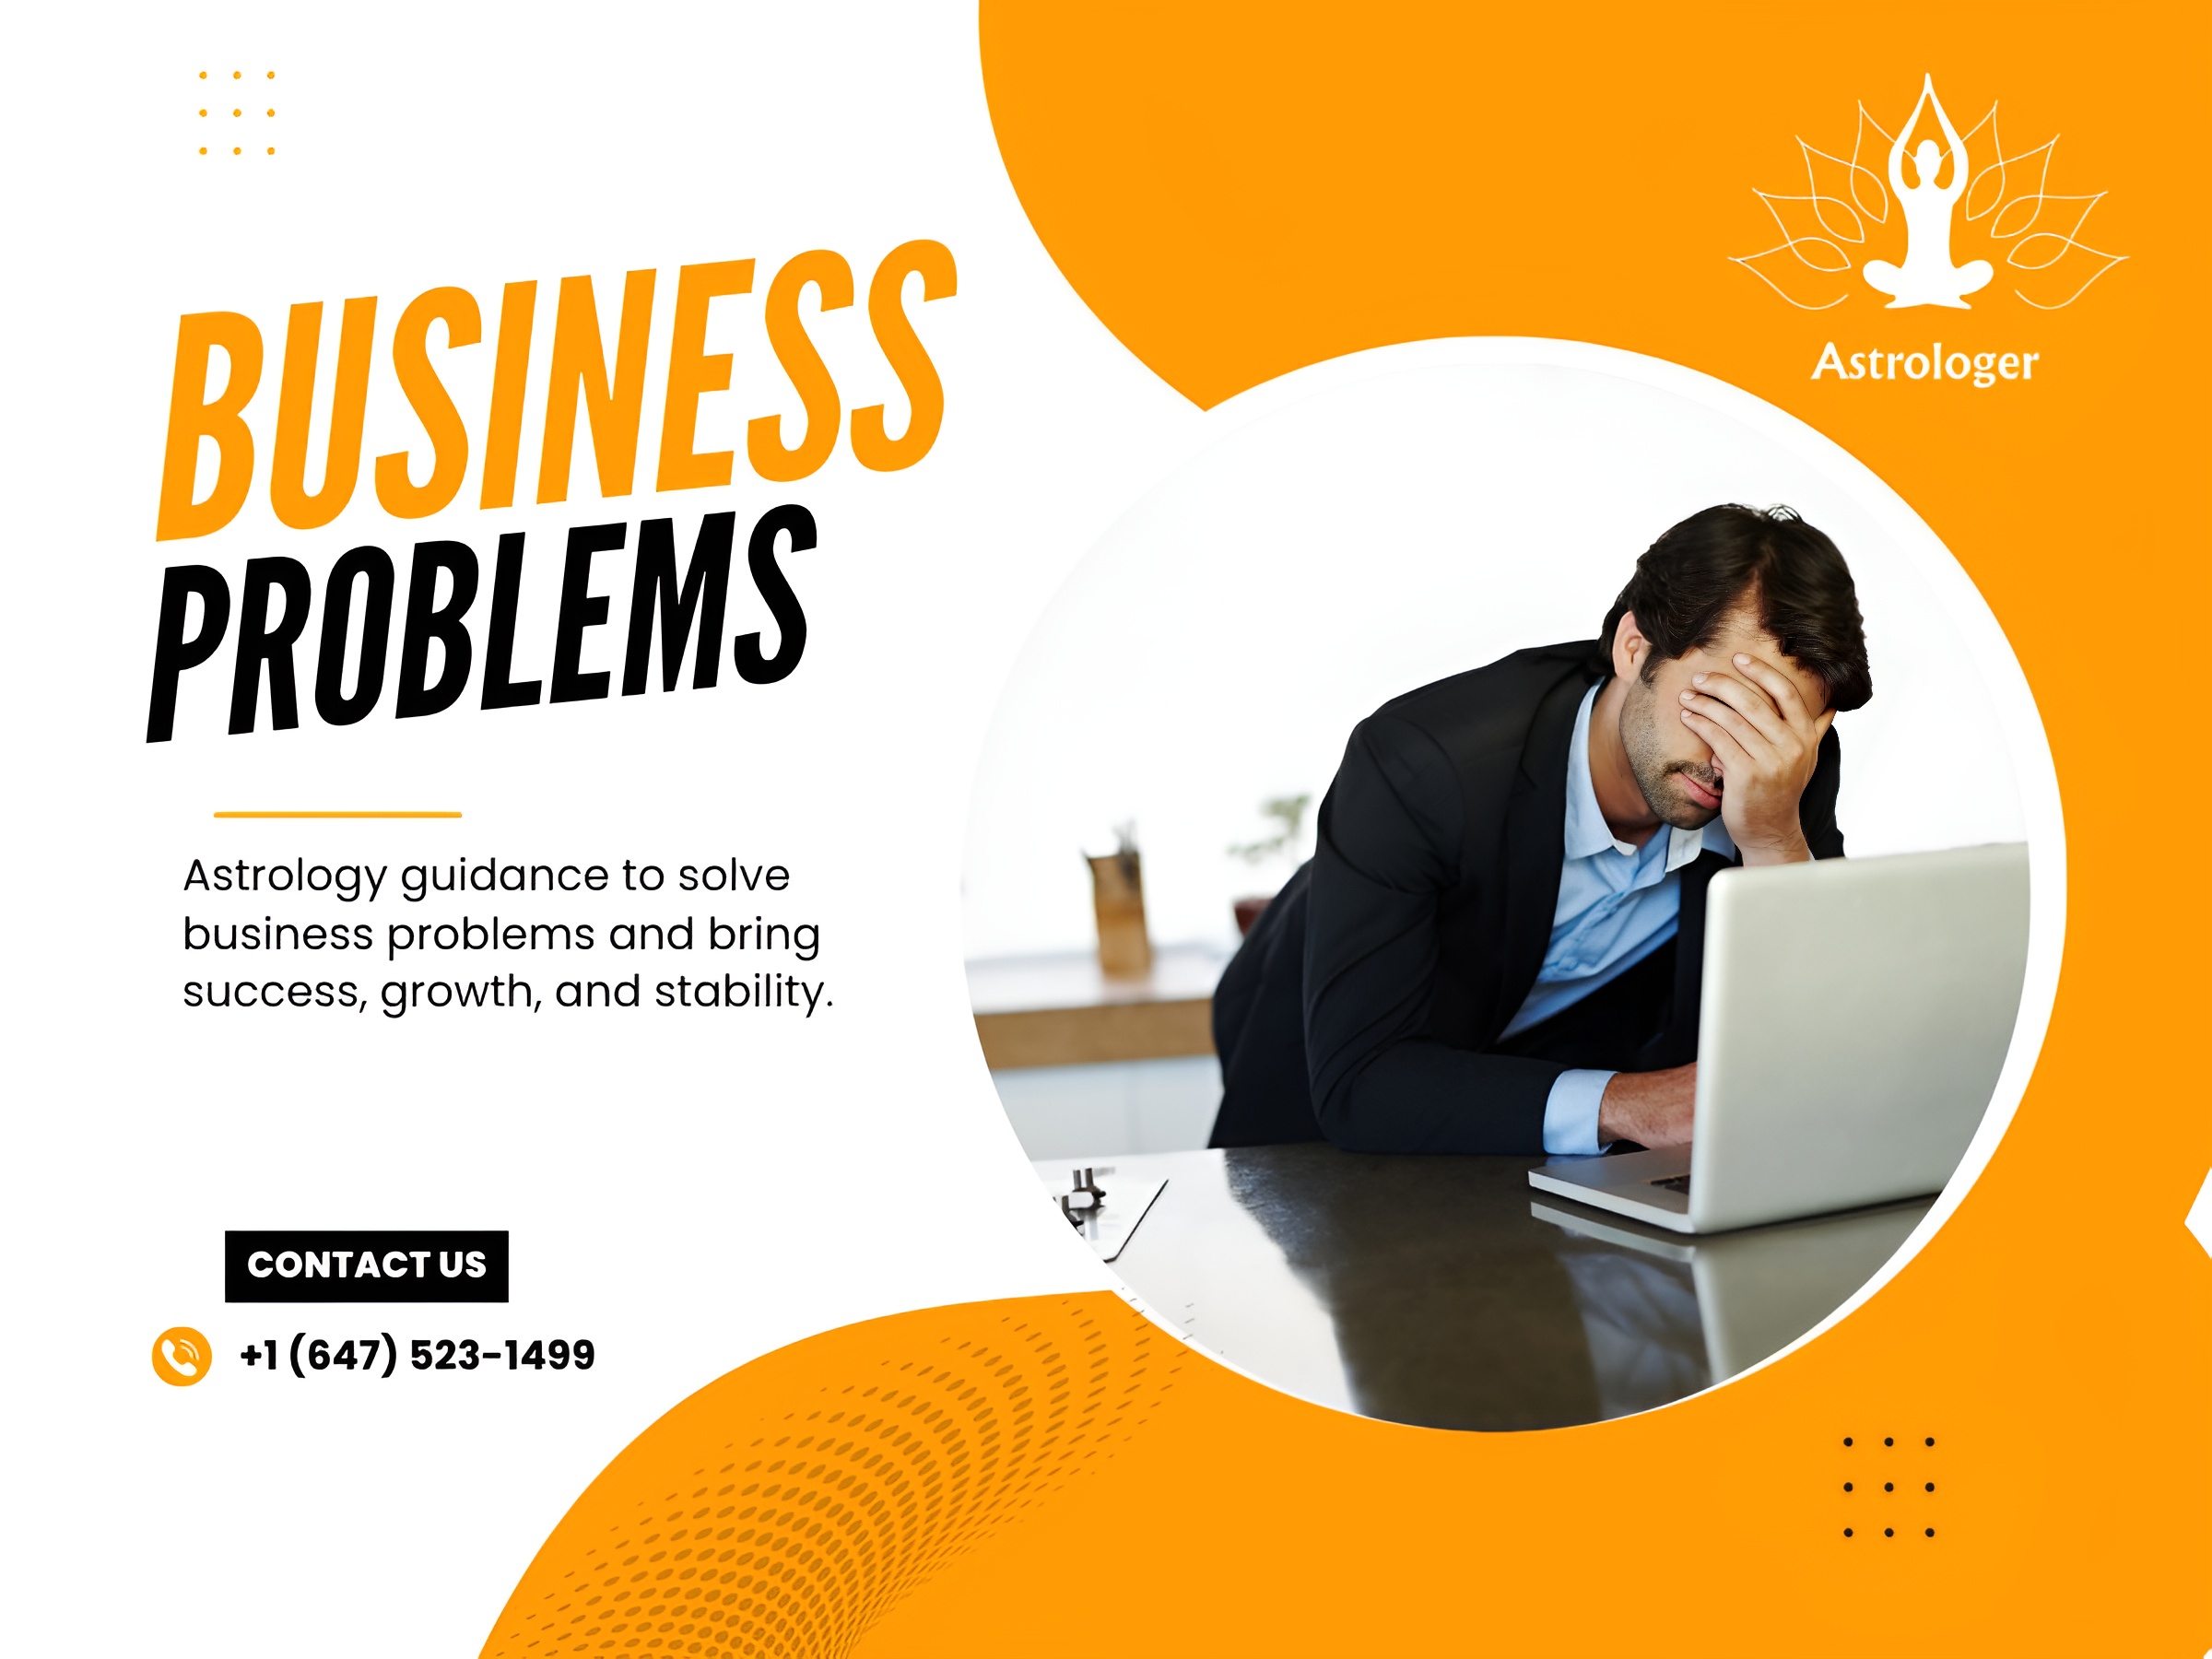 Astrologer
BUSINESS
PROBLEMS
Astrology guidance to solve
business problems and bring
success, growth, and stability.
CONTACT US
+1 (647) 523-1499